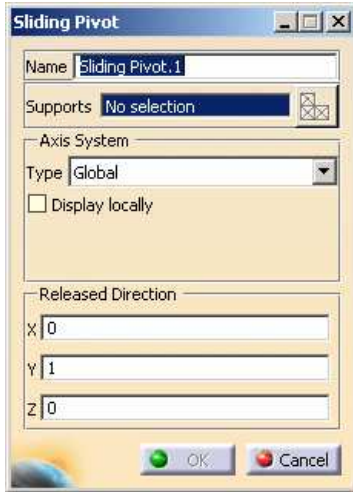 Sliding Pivot
Name Sliding Pivot.1
Supports No selection
Axis System
Type Global
Display locally
Released Direction
X 0
Y 1
Z 0
OK Cancel